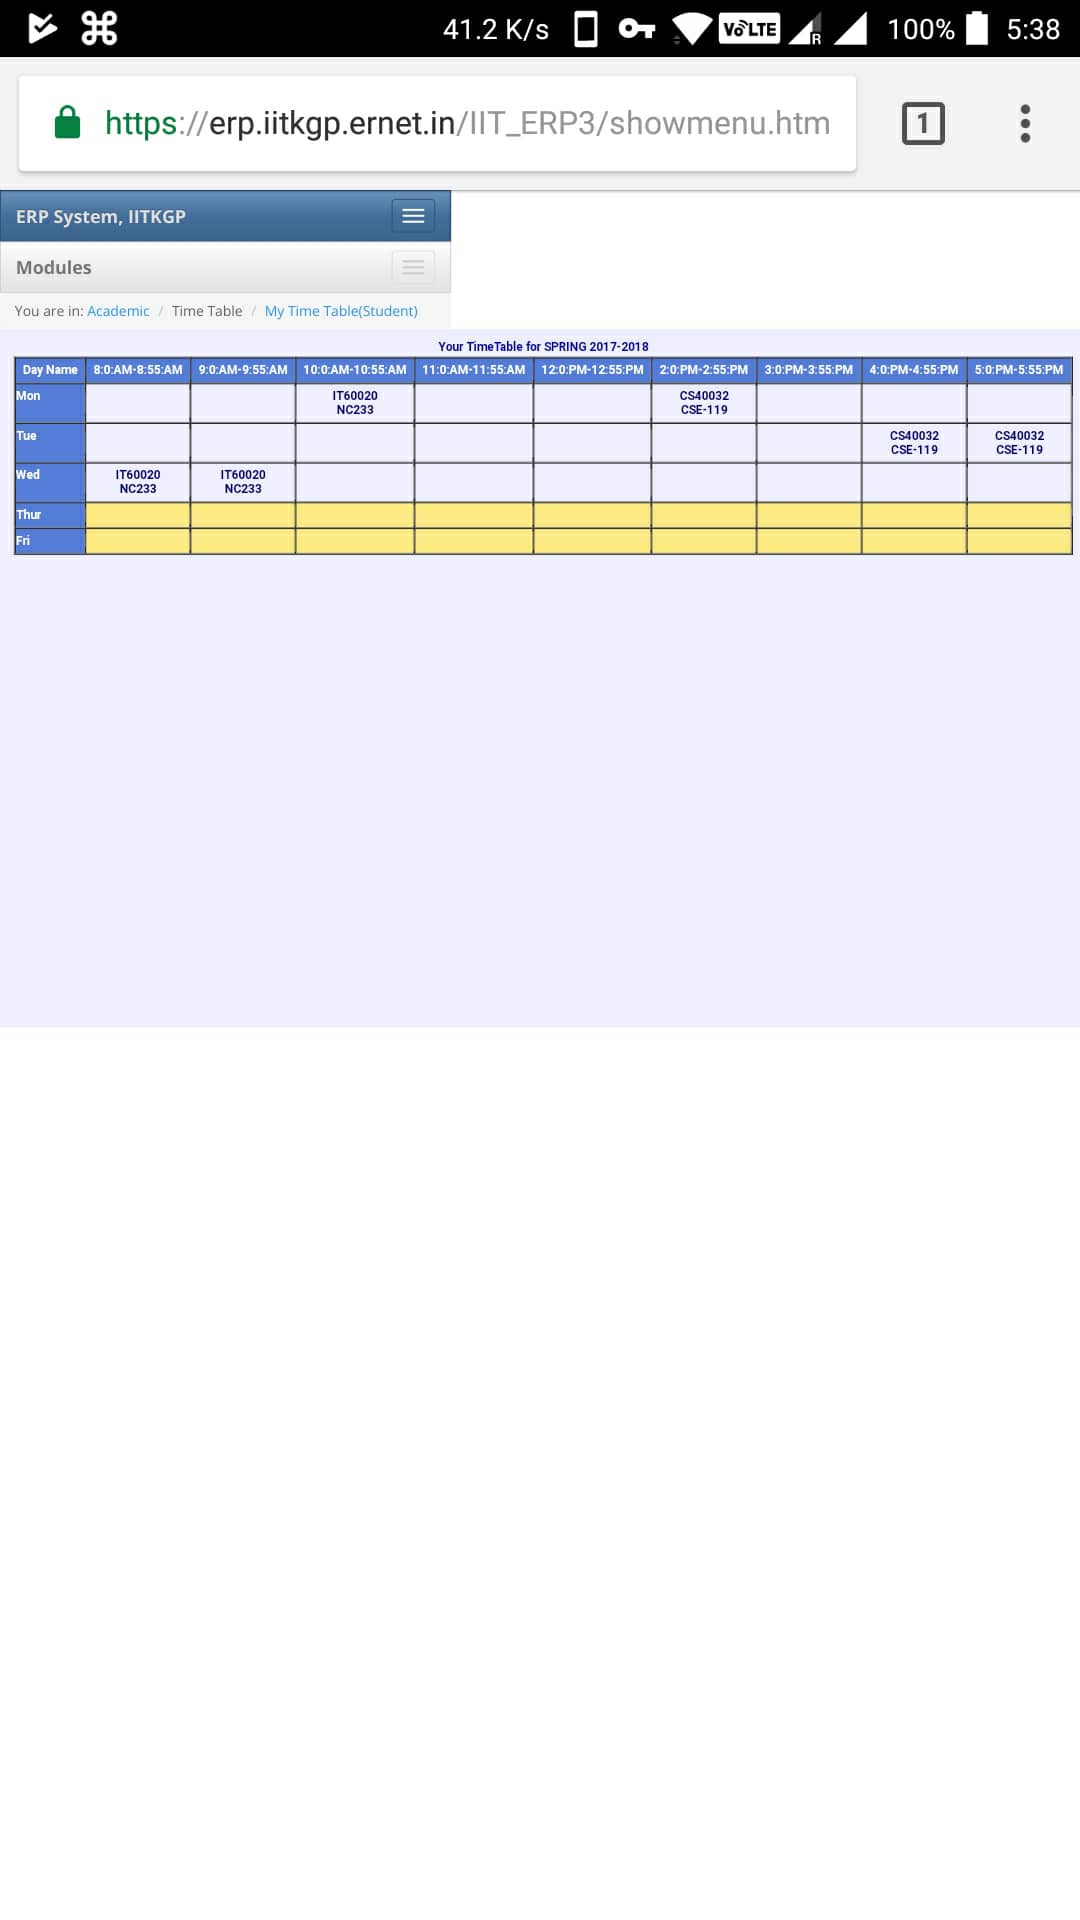 41.2 K/s VoLTE R 100% 5:38
https://erp.iitkgp.ernet.in/IIT_ERP3/showmenu.htm 1
ERP System, IITKGP
Modules
You are in: Academic / Time Table / My Time Table(Student)
Your TimeTable for SPRING 2017-2018
Day Name 8:0:AM-8:55:AM 9:0:AM-9:55:AM 10:0:AM-10:55:AM 11:0:AM-11:55:AM 12:0:PM-12:55:PM 2:0:PM-2:55:PM 3:0:PM-3:55:PM 4:0:PM-4:55:PM 5:0:PM-5:55:PM
Mon IT60020 CS40032
NC233 CSE-119
Tue CS40032 CS40032
CSE-119 CSE-119
Wed IT60020 IT60020
NC233 NC233
Thur
Fri